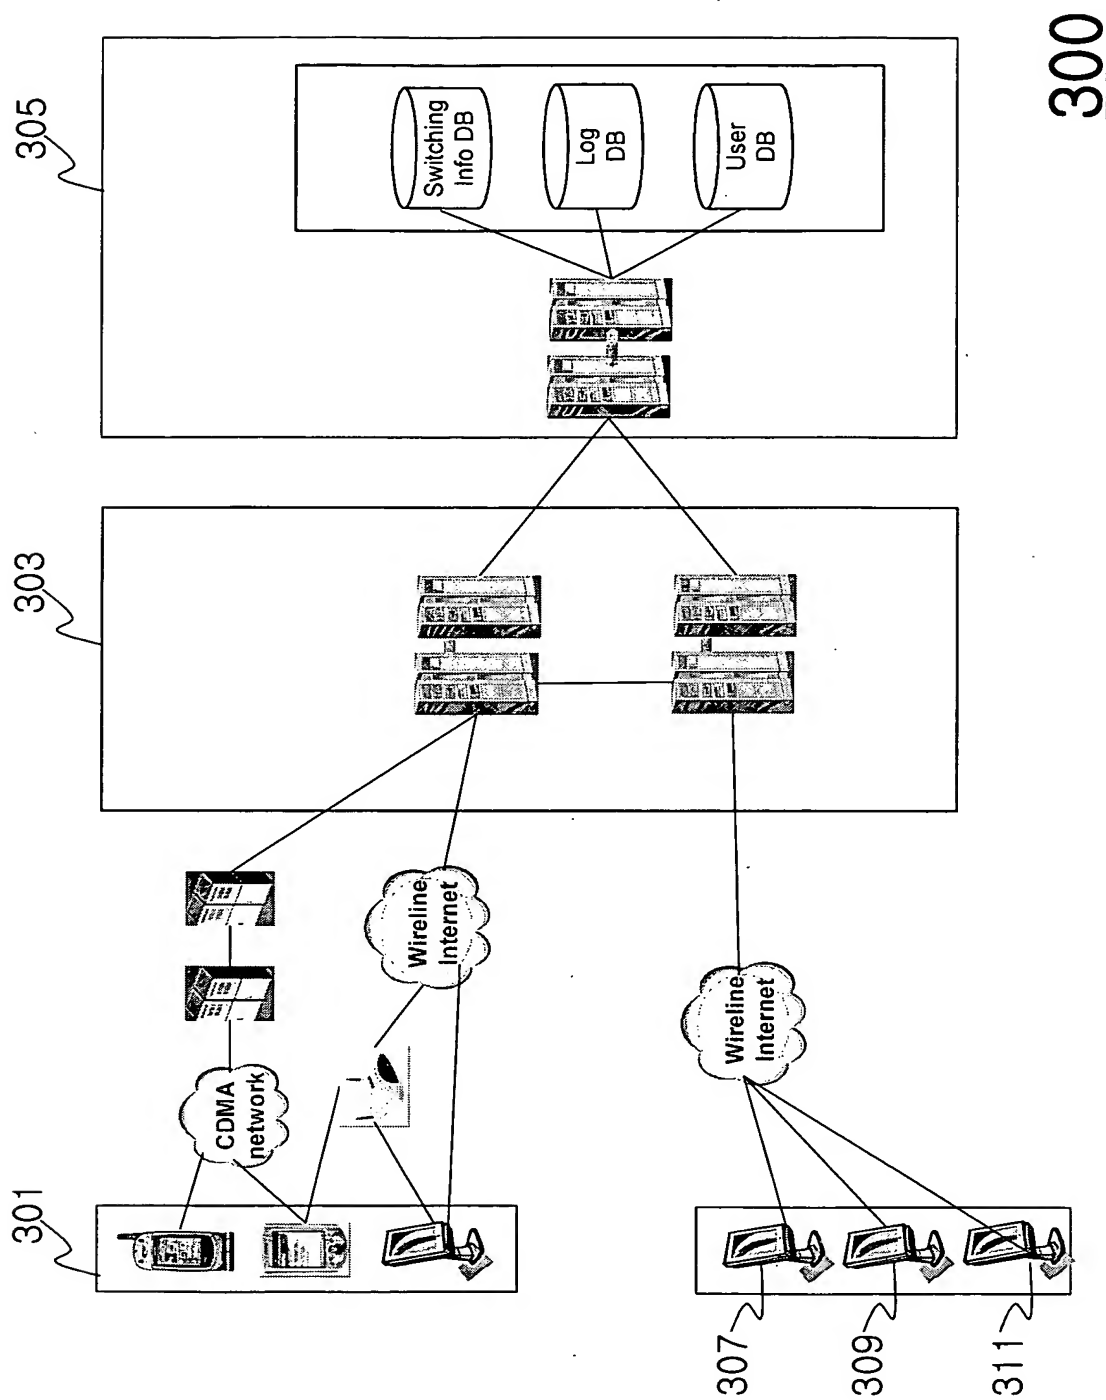 300
301
303
305
CDMA
network
Wireline
Internet
Switching
Info DB
Log
DB
User
DB
Wireline
Internet
307
309
311